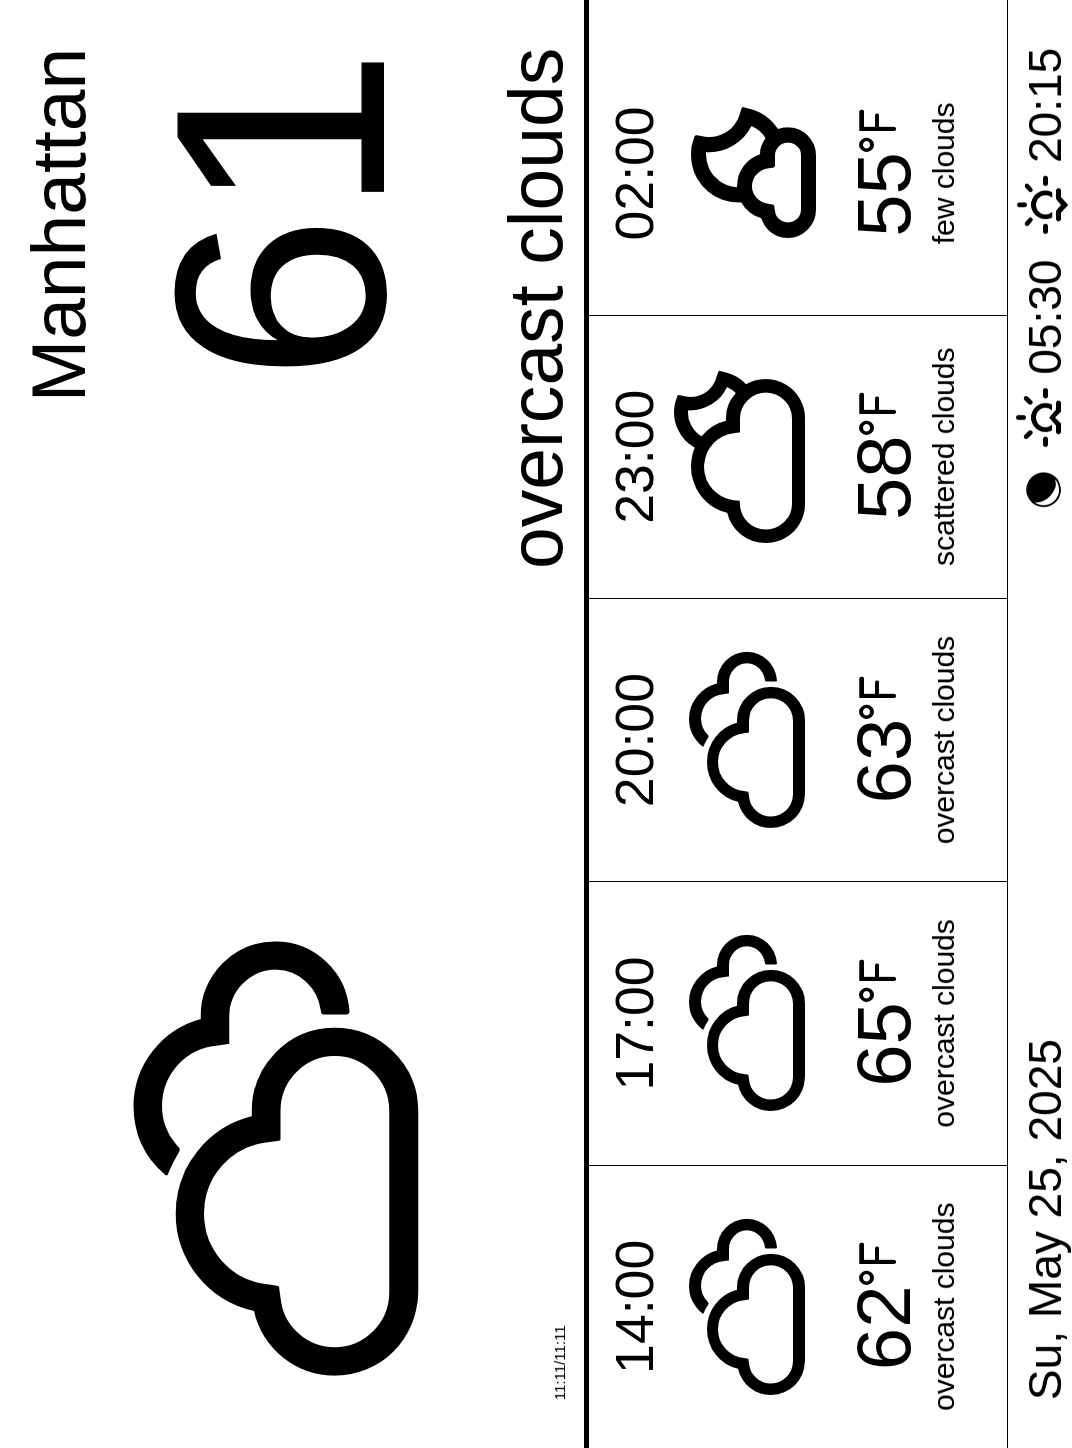 Manhattan
61
overcast clouds
11:11/11:11
14:00 17:00 20:00 23:00 02:00
62°F 65°F 63°F 58°F 55°F
overcast clouds overcast clouds overcast clouds scattered clouds few clouds
Su, May 25, 2025 05:30 20:15